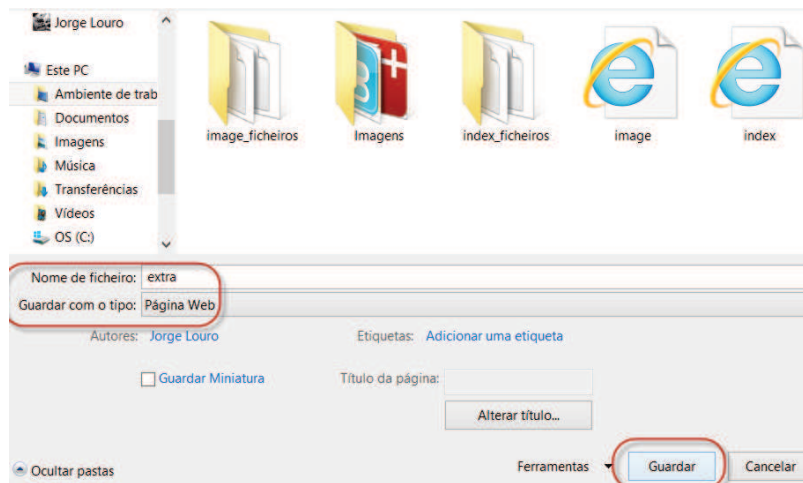 Jorge Louro
Este PC
Ambiente de trab
Documentos
Imagens
Música
Transferências
Vídeos
OS (C:)
image_ficheiros
Imagens
index_ficheiros
image
index
Nome de ficheiro: extra
Guardar com o tipo: Página Web
Autores: Jorge Louro Etiquetas: Adicionar uma etiqueta
Guardar Miniatura Título da página:
Alterar título...
Ocultar pastas Ferramentas Guardar Cancelar